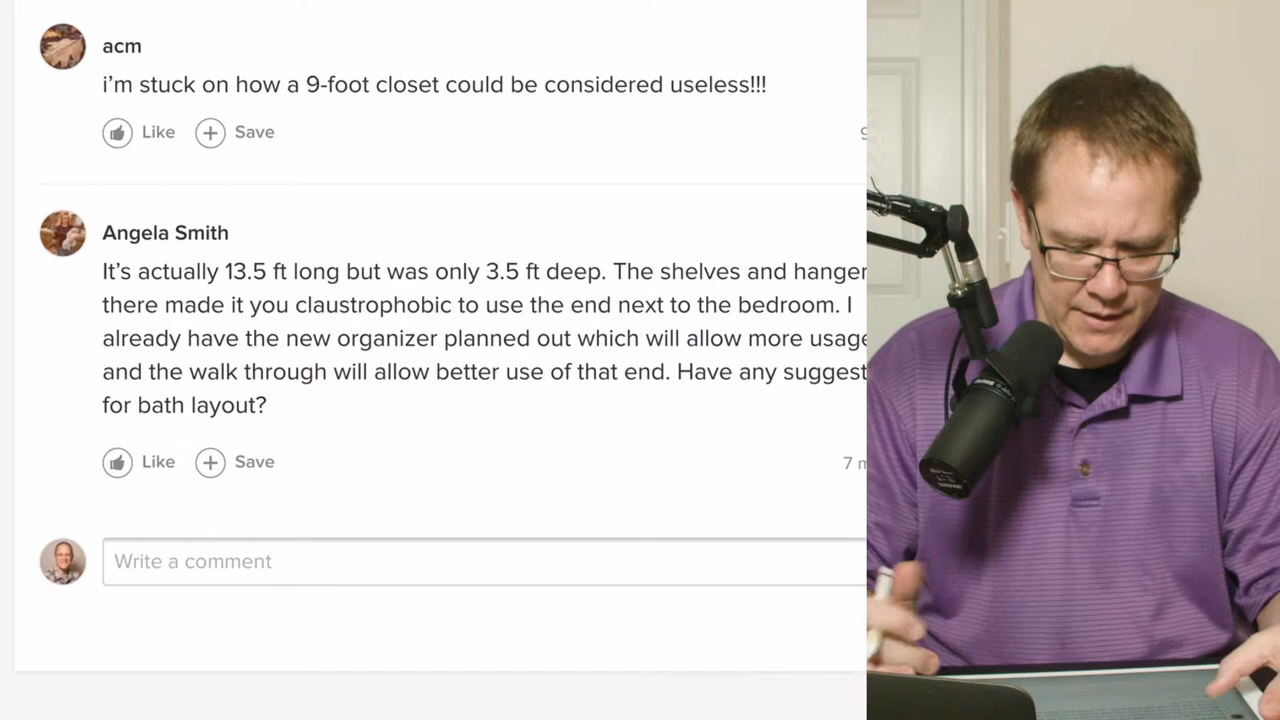 acm
i'm stuck on how a 9-foot closet could be considered useless!!!
Like Save
Angela Smith
It's actually 13.5 ft long but was only 3.5 ft deep. The shelves and hanger
there made it you claustrophobic to use the end next to the bedroom. I
already have the new organizer planned out which will allow more usage
and the walk through will allow better use of that end. Have any suggest
for bath layout?
Like Save
7 m
Write a comment